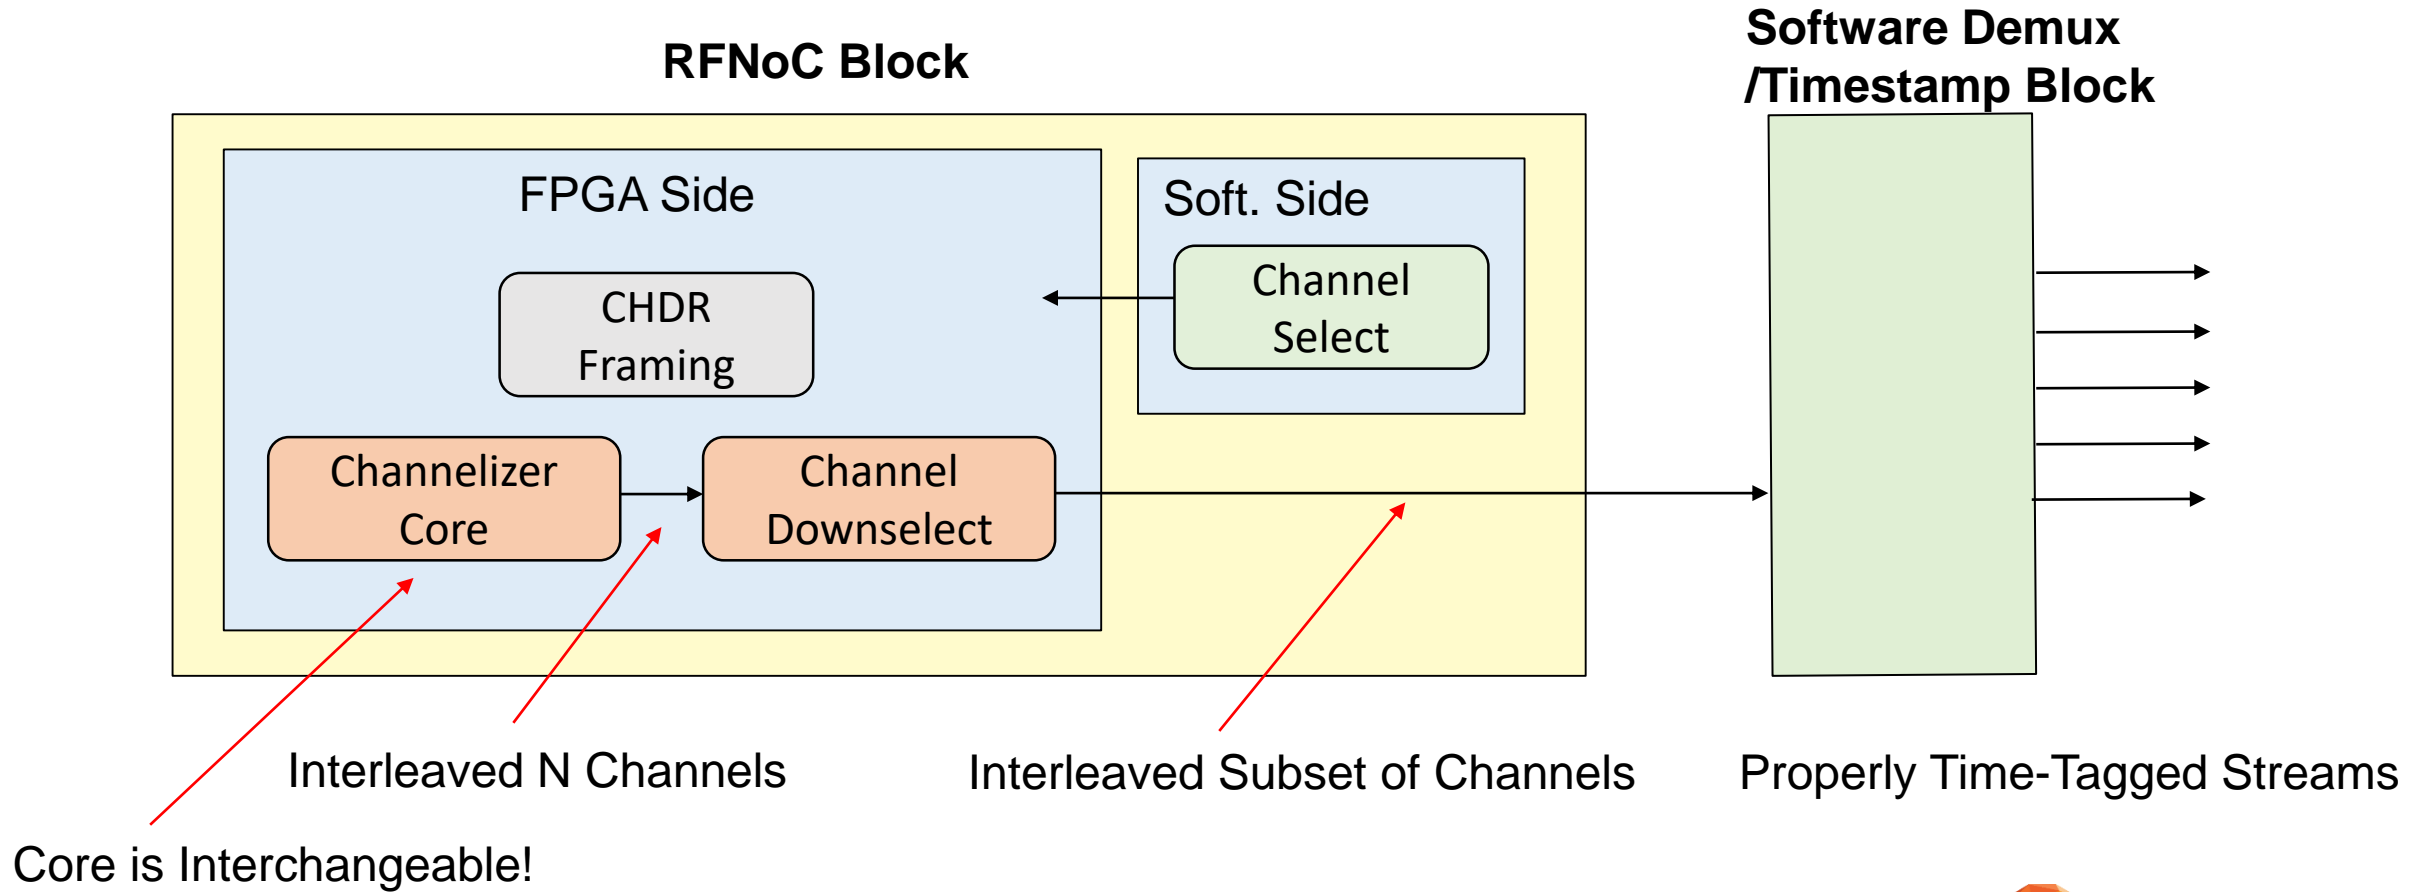 RFNoC Block
Software Demux
/Timestamp Block
FPGA Side
Soft. Side
CHDR
Framing
Channel
Select
Channelizer
Core
Channel
Downselect
Interleaved N Channels
Interleaved Subset of Channels
Properly Time-Tagged Streams
Core is Interchangeable!